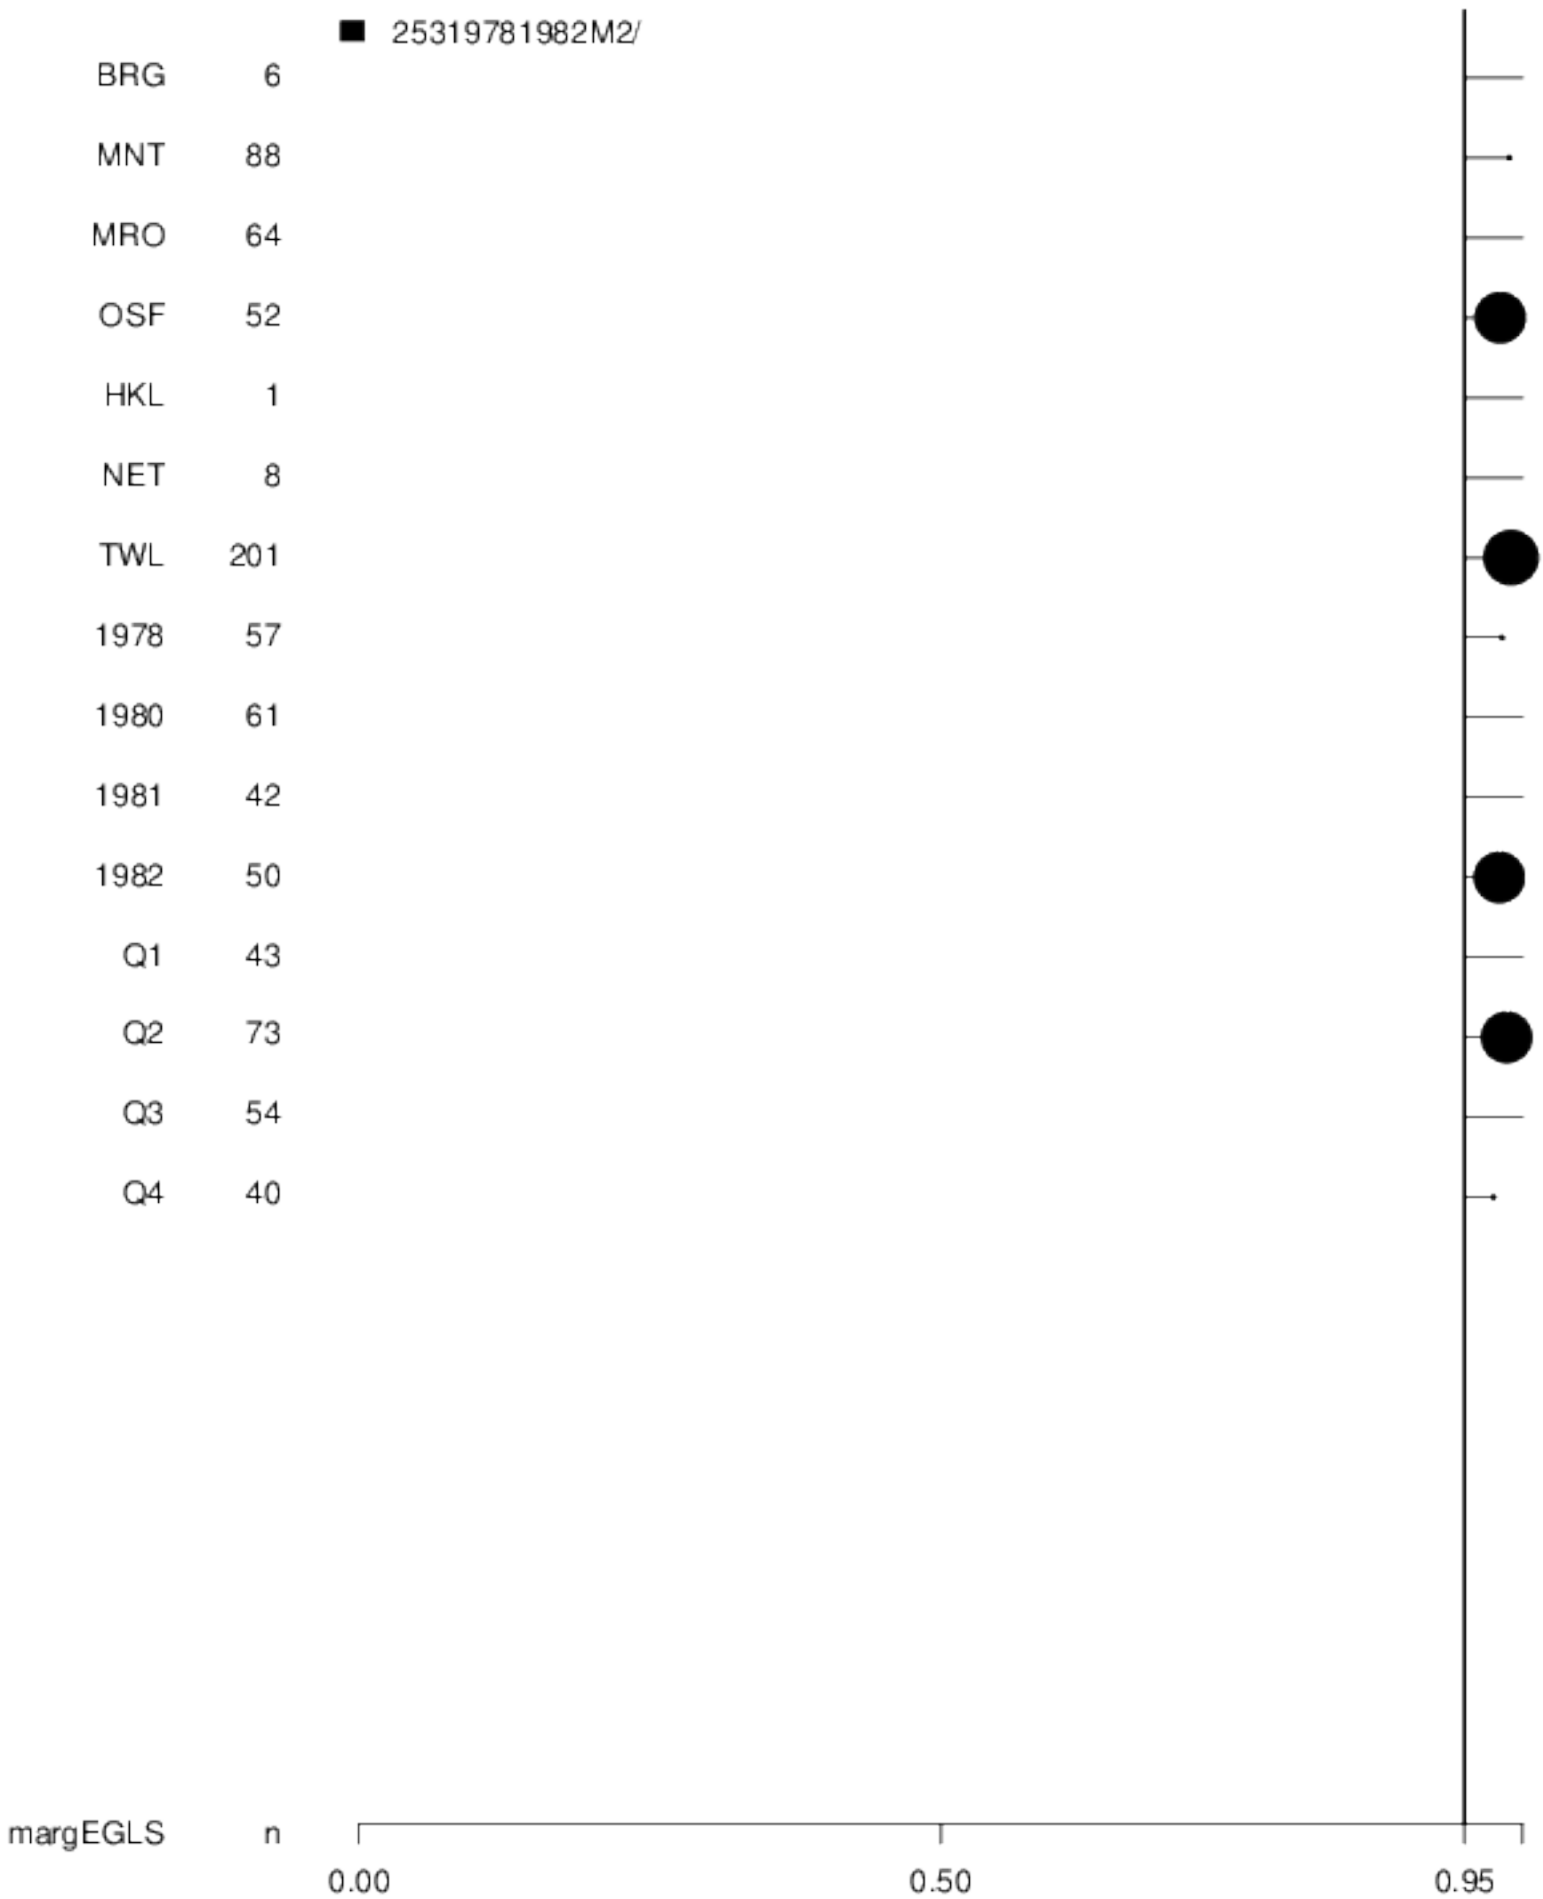 25319781982M2/
BRG 6
MNT 88
MRO 64
OSF 52
HKL 1
NET 8
TWL 201
1978 57
1980 61
1981 42
1982 50
Q1 43
Q2 73
Q3 54
Q4 40
margEGLS n
0.00 0.50 0.95